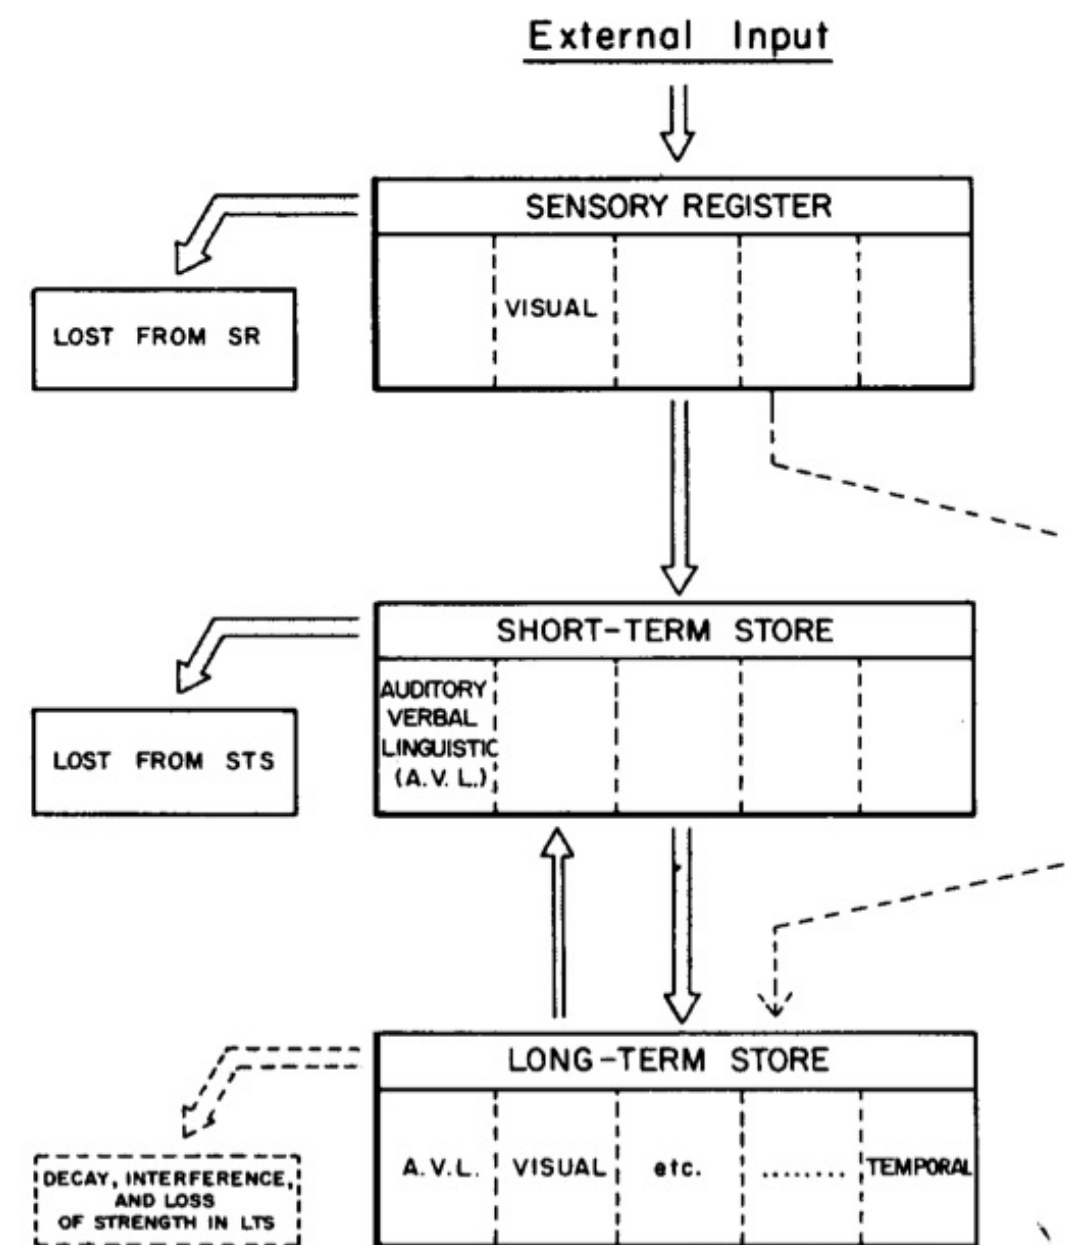 External Input
SENSORY REGISTER
VISUAL
LOST FROM SR
SHORT-TERM STORE
AUDITORY
VERBAL
LINGUISTIC
(A.V.L.)
LOST FROM STS
LONG-TERM STORE
A.V.L. VISUAL etc. ........ TEMPORAL
DECAY, INTERFERENCE,
AND LOSS
OF STRENGTH IN LTS